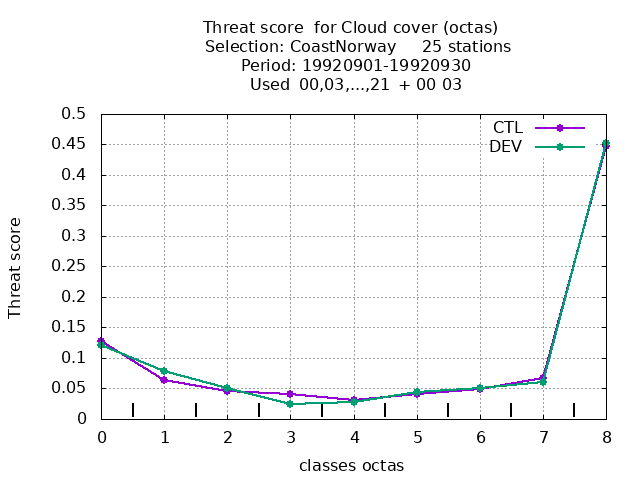 Threat score  for Cloud cover (octas)
Selection: CoastNorway     25 stations
Period: 19920901-19920930
Used  00,03,...,21  + 00 03
CTL
DEV
0.5
0.45
0.4
0.35
0.3
0.25
0.2
0.15
0.1
0.05
0
Threat score
0 1 2 3 4 5 6 7 8
classes octas